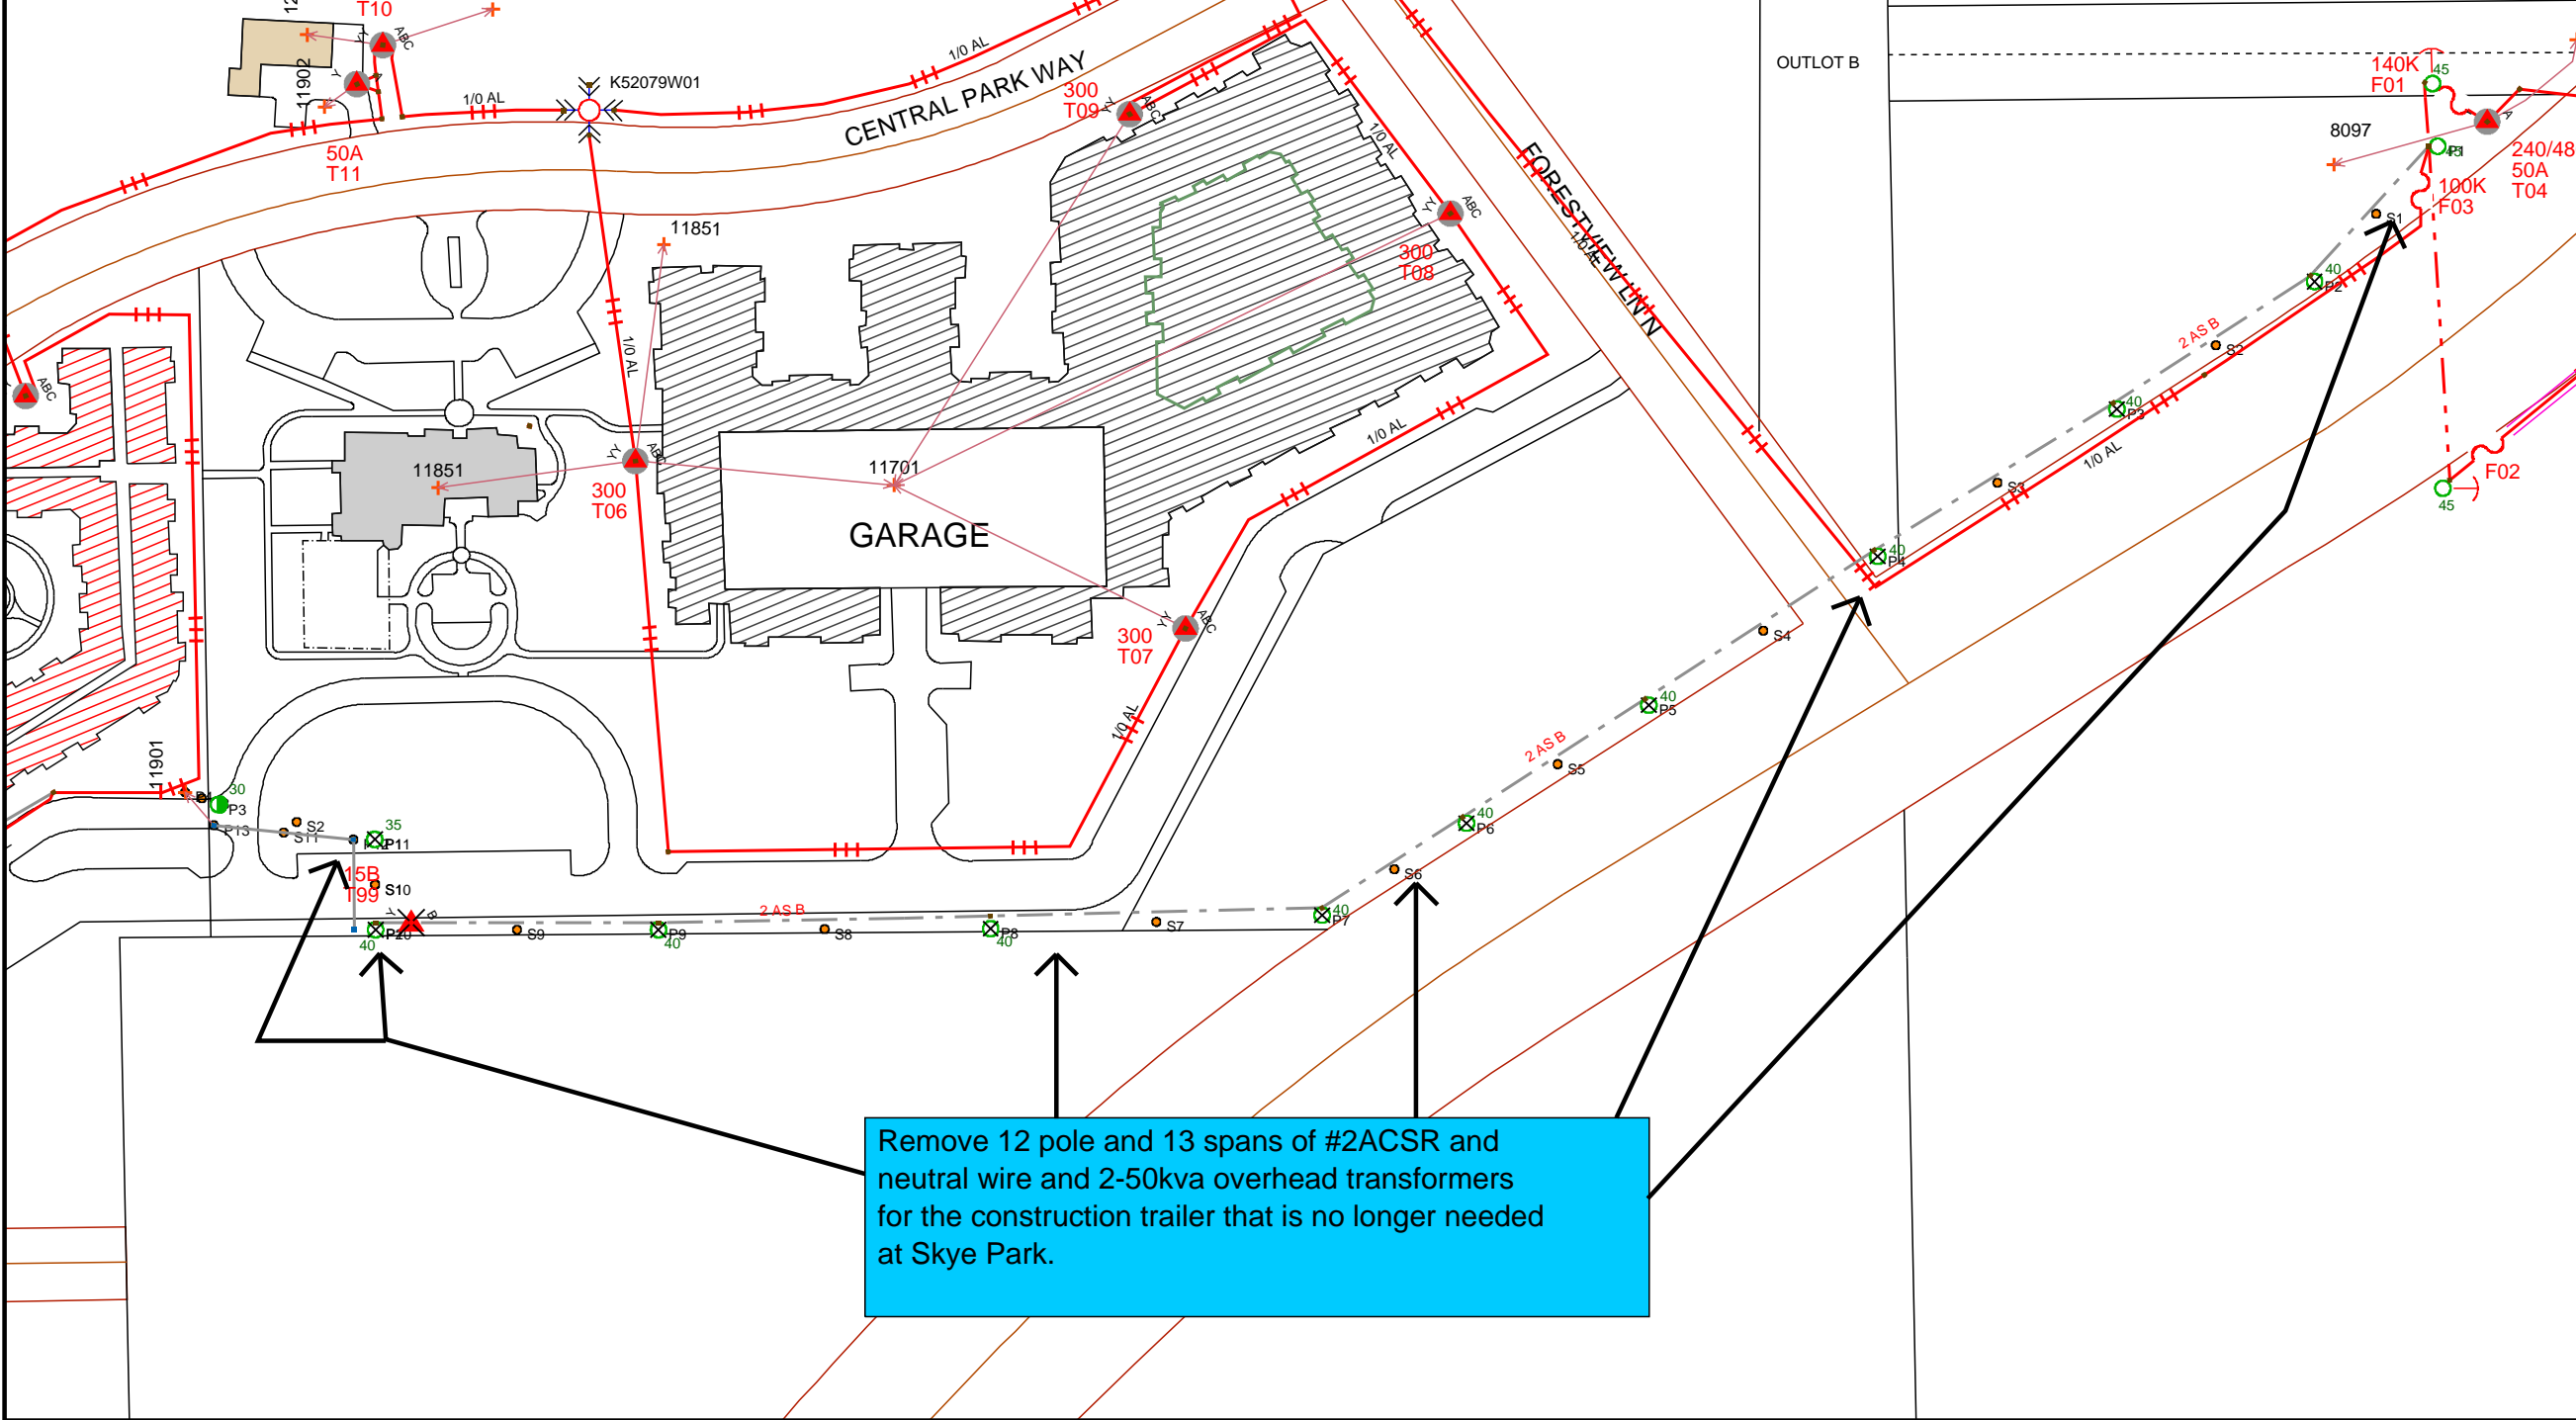 T10
ABC
Y
11902
1/0 AL
K52079W01
50A
T11
1/0 AL
CENTRAL PARK WAY
300
T09
ABC
Y
1/0 AL
FORESTVIEW LN N
1/0 AL
OUTLOT B
140K
F01
45
A
8097
P1
240/48
50A
T04
100K
F03
S1
11851
300
T08
ABC
Y
40
P2
2 AS B
S2
1/0 AL
ABC
40
P3
1/0 AL
1/0 AL
F02
45
11851
ABC
Y
11701
S3
300
T06
GARAGE
40
P4
300
T07
ABC
Y
S4
1/0 AL
40
P5
2 AS B
S5
11901
P4
30
P3
P13
S2
S11
35
P11
40
P6
15B
T99
S10
S6
Y
B
2 AS B
40
P7
P20
40
S9
P9
40
S8
P8
40
S7
Remove 12 pole and 13 spans of #2ACSR and
neutral wire and 2-50kva overhead transformers
for the construction trailer that is no longer needed
at Skye Park.